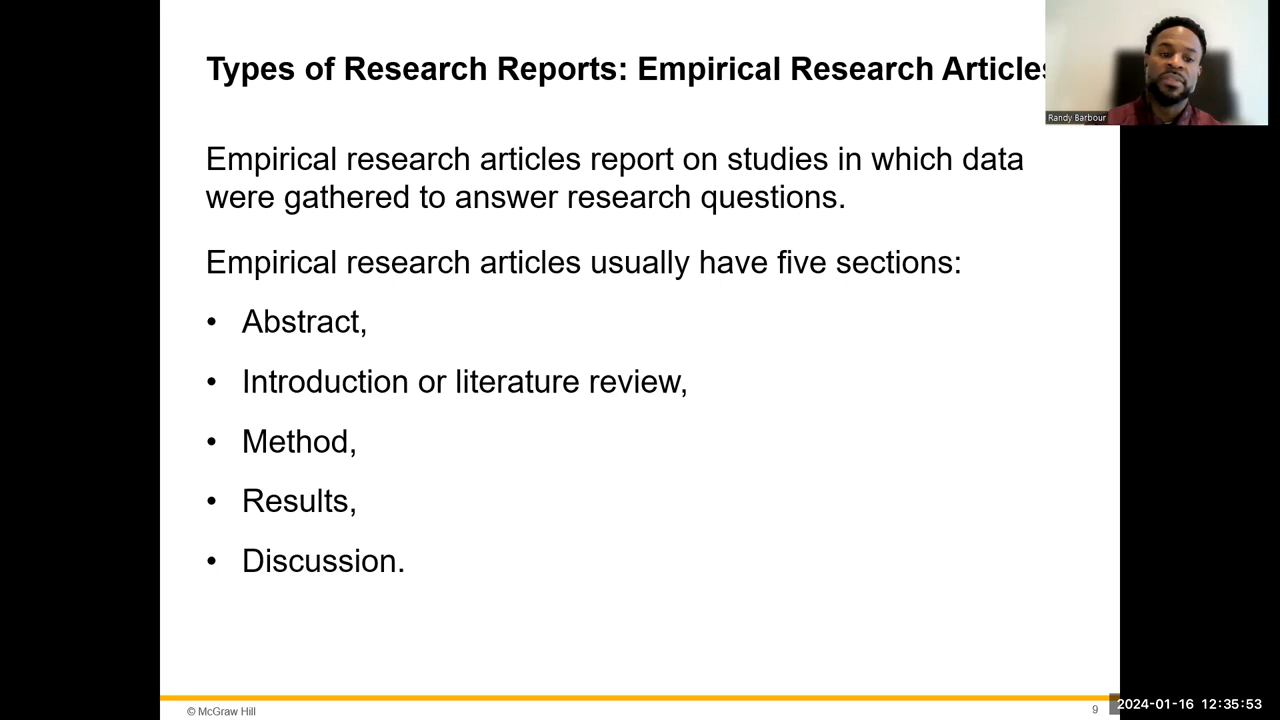 Types of Research Reports: Empirical Research Articles
Randy Barbour
Empirical research articles report on studies in which data
were gathered to answer research questions.
Empirical research articles usually have five sections:
• Abstract,
• Introduction or literature review,
• Method,
• Results,
• Discussion.
© McGraw Hill
9
2024-01-16 12:35:53